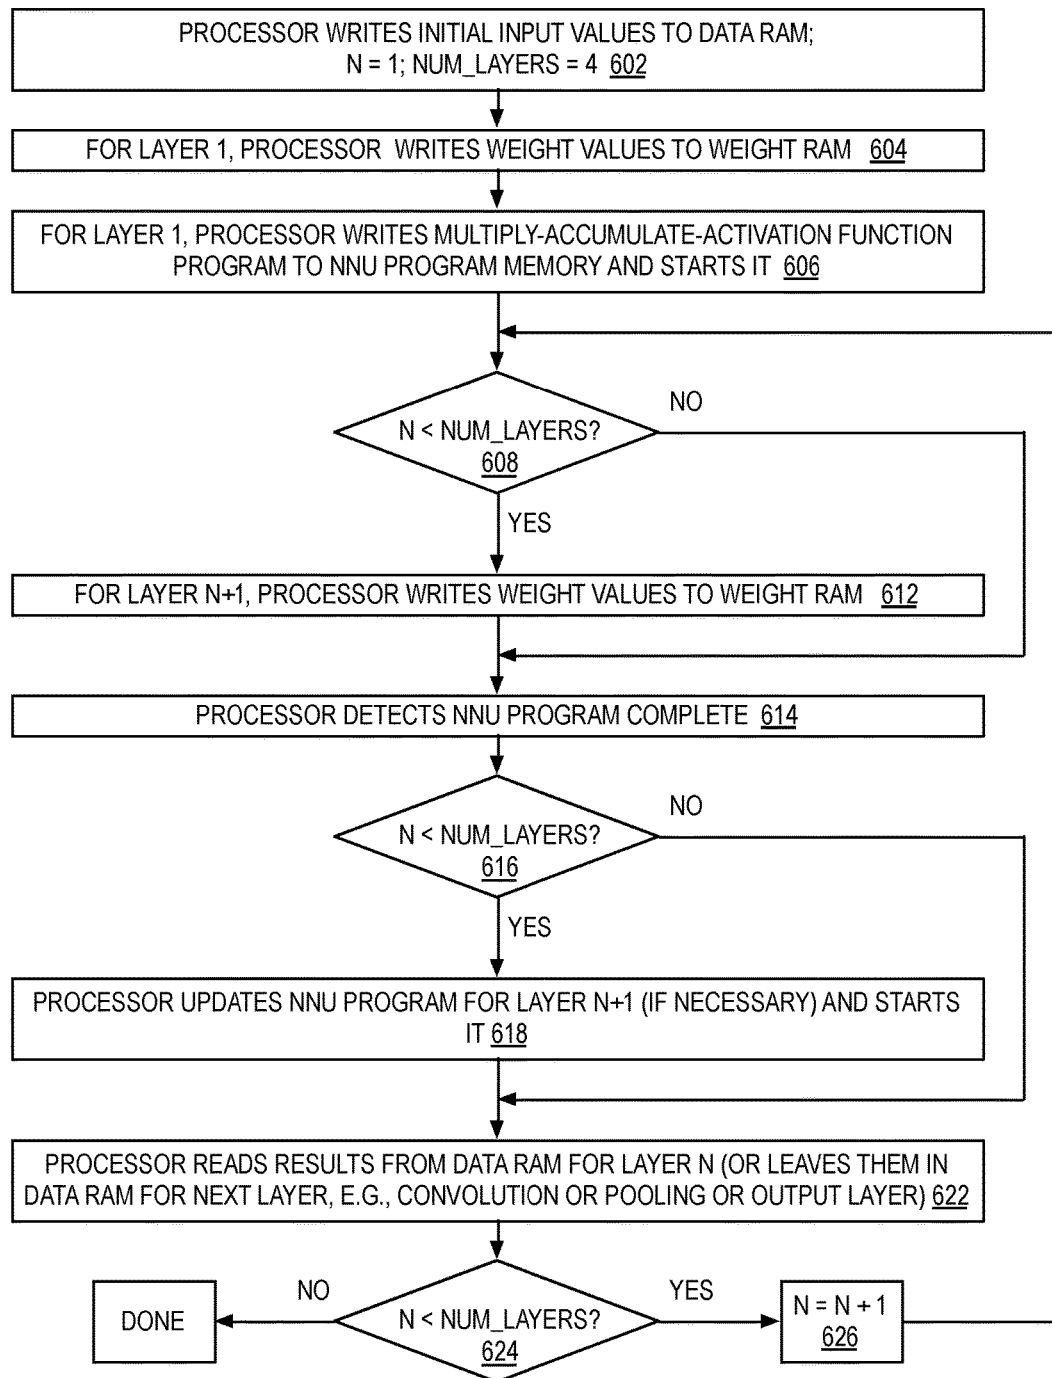 PROCESSOR WRITES INITIAL INPUT VALUES TO DATA RAM;
N = 1; NUM_LAYERS = 4 602
FOR LAYER 1, PROCESSOR WRITES WEIGHT VALUES TO WEIGHT RAM 604
FOR LAYER 1, PROCESSOR WRITES MULTIPLY-ACCUMULATE-ACTIVATION FUNCTION
PROGRAM TO NNU PROGRAM MEMORY AND STARTS IT 606
N < NUM_LAYERS?
608
NO
YES
FOR LAYER N+1, PROCESSOR WRITES WEIGHT VALUES TO WEIGHT RAM 612
PROCESSOR DETECTS NNU PROGRAM COMPLETE 614
N < NUM_LAYERS?
616
NO
YES
PROCESSOR UPDATES NNU PROGRAM FOR LAYER N+1 (IF NECESSARY) AND STARTS
IT 618
PROCESSOR READS RESULTS FROM DATA RAM FOR LAYER N (OR LEAVES THEM IN
DATA RAM FOR NEXT LAYER, E.G., CONVOLUTION OR POOLING OR OUTPUT LAYER) 622
DONE
NO
N < NUM_LAYERS?
624
YES
N = N + 1
626